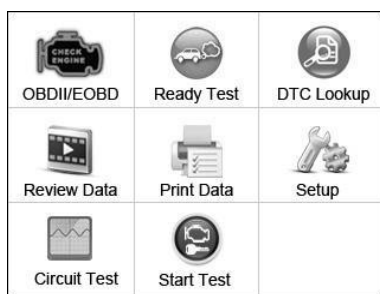 CHECK
ENGINE
OBDII/EOBD Ready Test DTC Lookup
Review Data Print Data Setup
Circuit Test Start Test